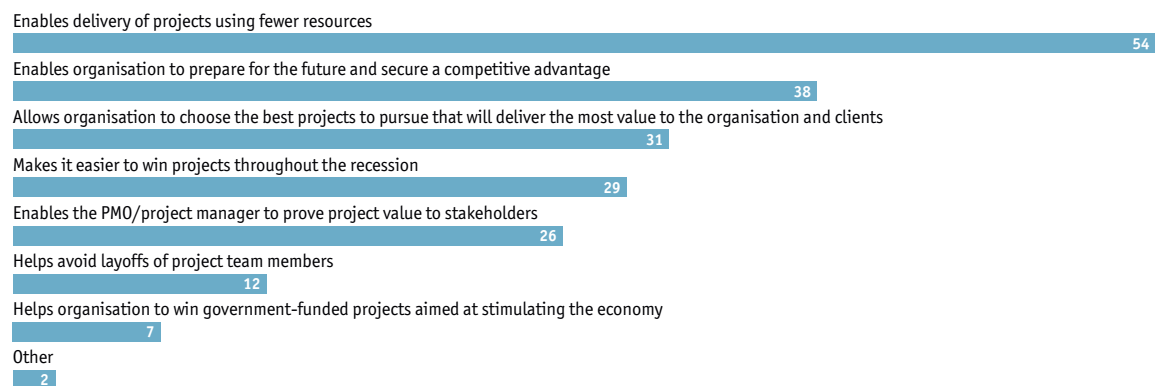 Enables delivery of projects using fewer resources
54
Enables organisation to prepare for the future and secure a competitive advantage
38
Allows organisation to choose the best projects to pursue that will deliver the most value to the organisation and clients
31
Makes it easier to win projects throughout the recession
29
Enables the PMO/project manager to prove project value to stakeholders
26
Helps avoid layoffs of project team members
12
Helps organisation to win government-funded projects aimed at stimulating the economy
7
Other
2